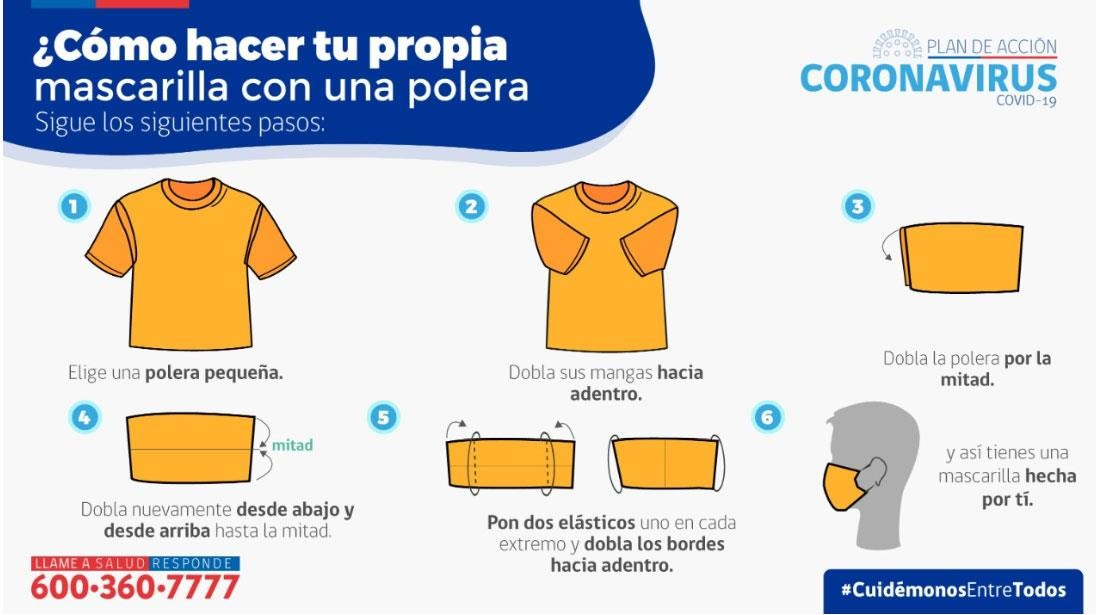 ¿Cómo hacer tu propia
mascarilla con una polera
Sigue los siguientes pasos:
PLAN DE ACCIÓN
CORONAVIRUS
COVID-19
1
Elige una polera pequeña.
2
Dobla sus mangas hacia
adentro.
3
Dobla la polera por la
mitad.
4
mitad
Dobla nuevamente desde abajo y
desde arriba hasta la mitad.
5
Pon dos elásticos uno en cada
extremo y dobla los bordes
hacia adentro.
6
y así tienes una
mascarilla hecha
por tí.
LLAME A SALUD RESPONDE
600•360•7777
#CuidémonosEntreTodos